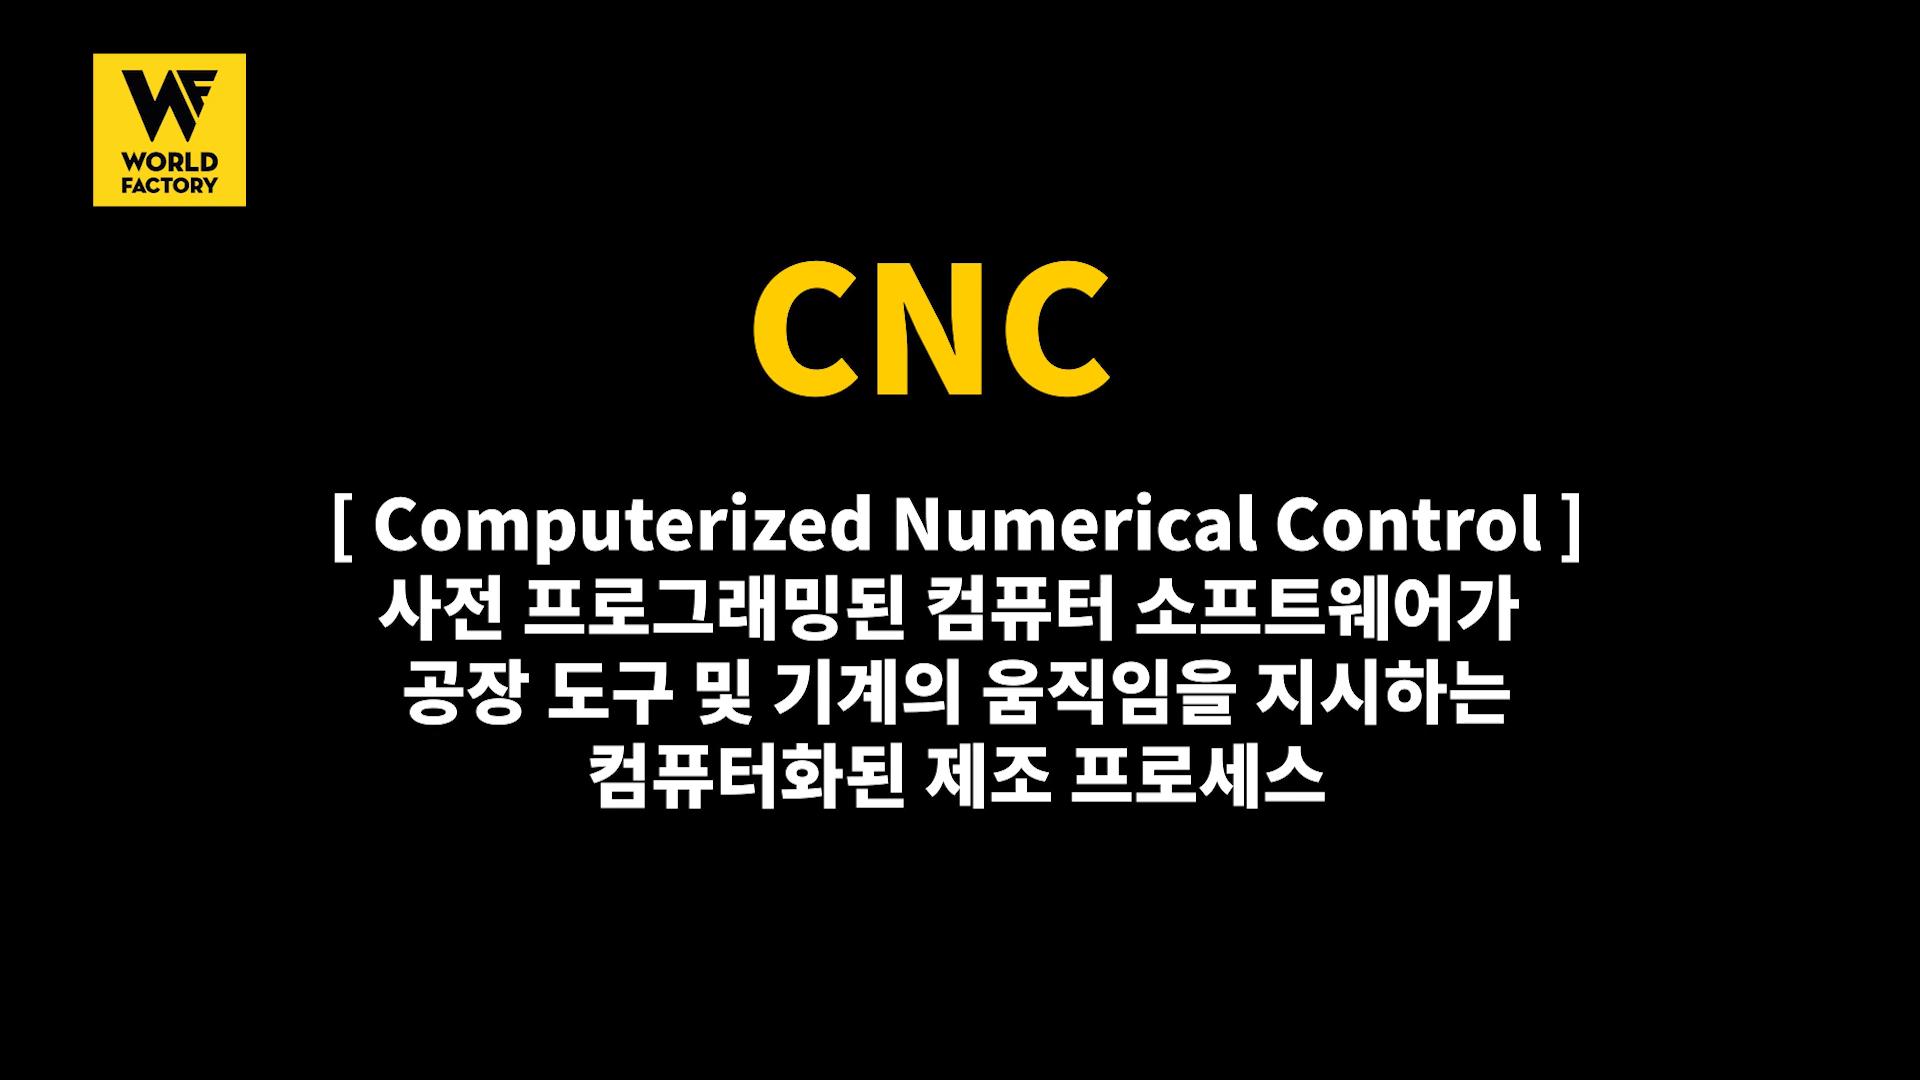 WF
WORLD
FACTORY
CNC
[ Computerized Numerical Control ]
사전 프로그래밍된 컴퓨터 소프트웨어가
공장 도구 및 기계의 움직임을 지시하는
컴퓨터화된 제조 프로세스